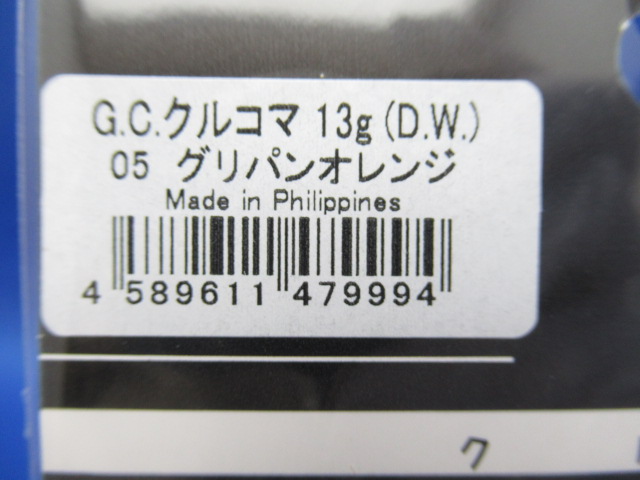 G.C.クルコマ 13g (D.W.)
05 グリパンオレンジ
Made in Philippines
4 589611 479994
ク